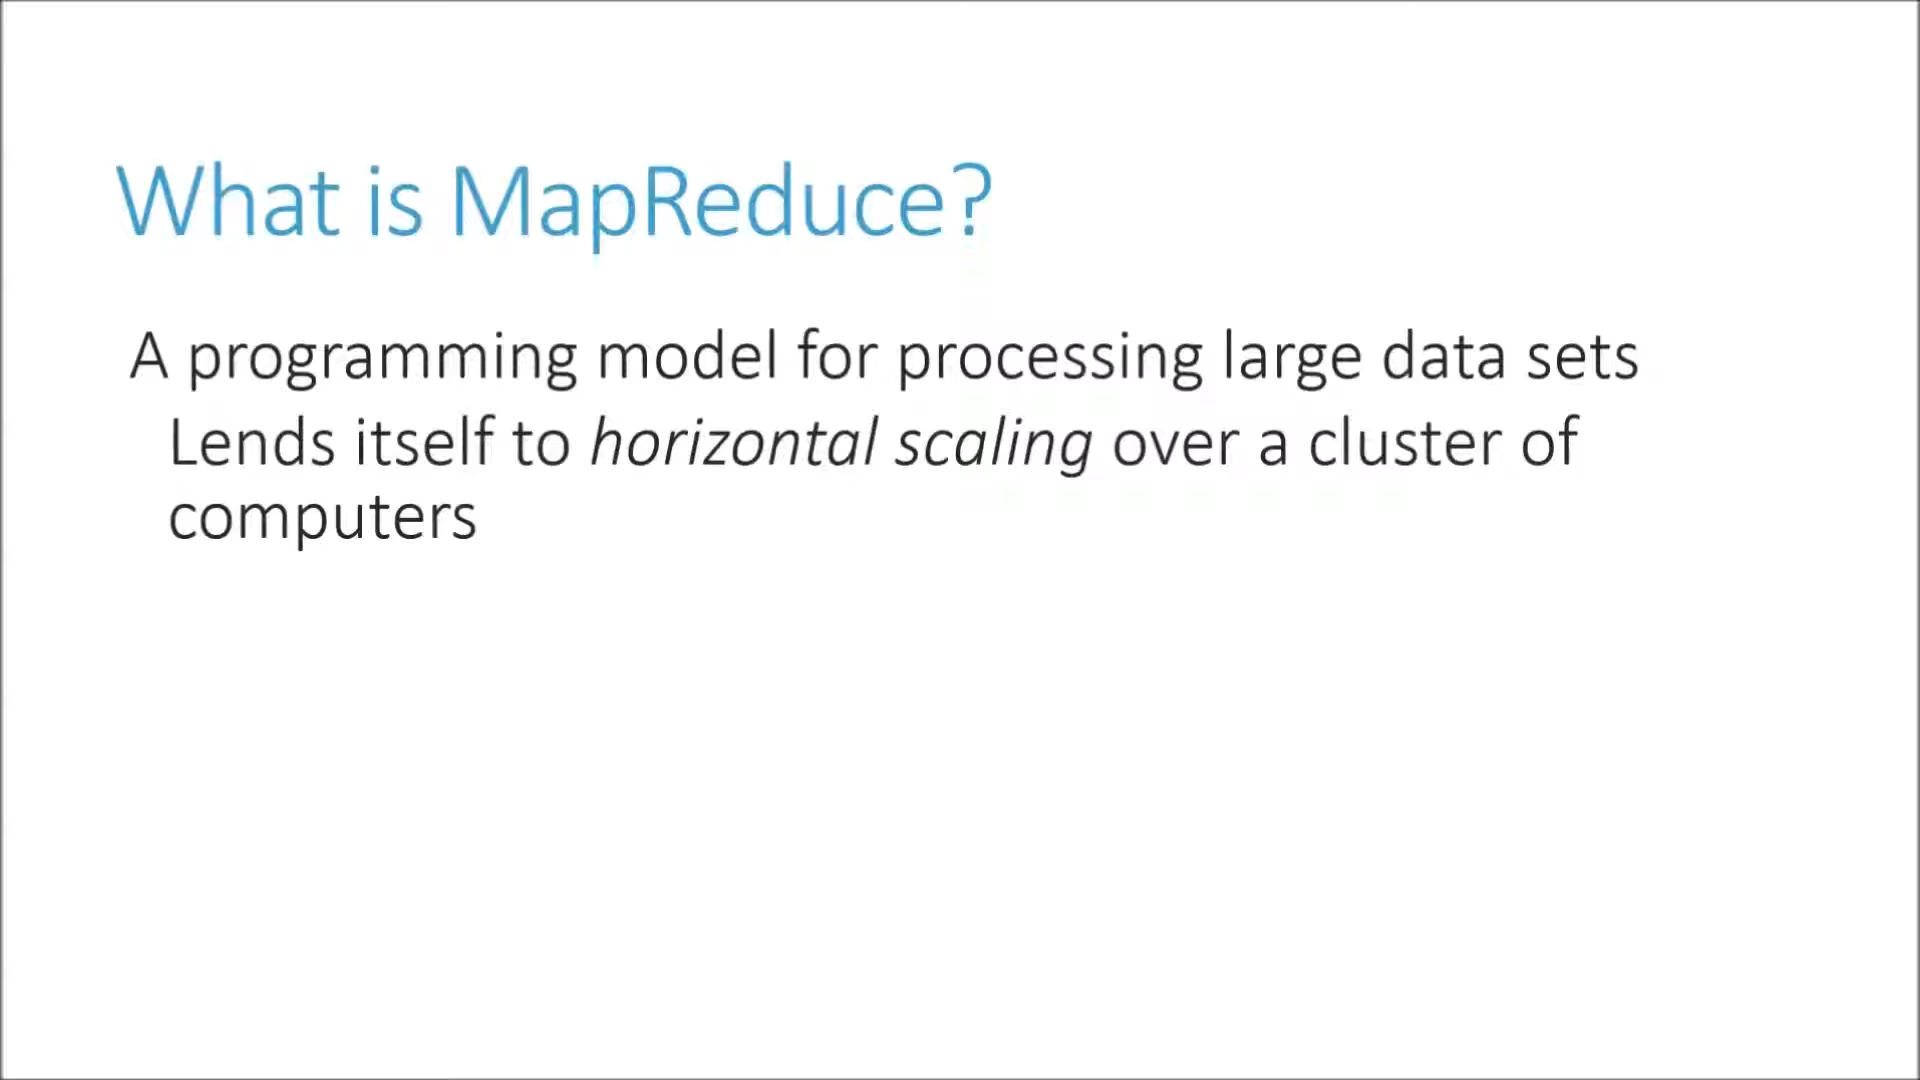 What is MapReduce?
A programming model for processing large data sets
Lends itself to horizontal scaling over a cluster of
computers